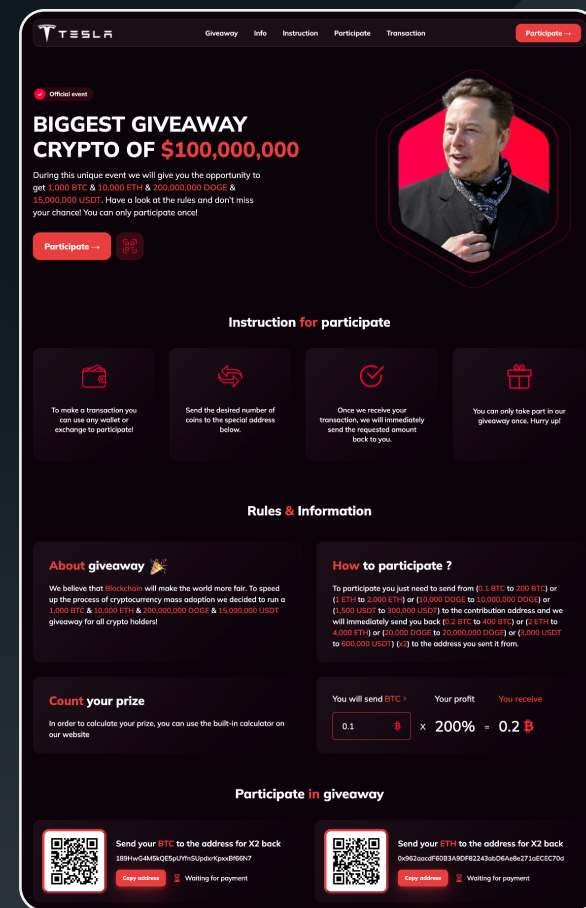 TESLA
Giveaway Info Instruction Participate Transaction
Participate →
Official event
BIGGEST GIVEAWAY
CRYPTO OF $100,000,000
During this unique event we will give you the opportunity to
get 1,000 BTC & 10,000 ETH & 200,000,000 DOGE &
15,000,000 USDT. Have a look at the rules and don't miss
your chance! You can only participate once!
Participate →
Instruction for participate
To make a transaction you
can use any wallet or
exchange to participate!
Send the desired number of
coins to the special address
below.
Once we receive your
transaction, we will immediately
send the requested amount
back to you.
You can only take part in our
giveaway once. Hurry up!
Rules & Information
About giveaway
We believe that Blockchain will make the world more fair. To speed
up the process of cryptocurrency mass adoption we decided to run a
1,000 BTC & 10,000 ETH & 200,000,000 DOGE & 15,000,000 USDT
giveaway for all crypto holders!
How to participate ?
To participate you just need to send from (0.1 BTC to 200 BTC) or
(1 ETH to 2,000 ETH) or (10,000 DOGE to 10,000,000 DOGE) or
(1,500 USDT to 300,000 USDT) to the contribution address and we
will immediately send you back (0.2 BTC to 400 BTC) or (2 ETH to
4,000 ETH) or (20,000 DOGE to 20,000,000 DOGE) or (3,000 USDT
to 600,000 USDT) (x2) to the address you sent it from.
Count your prize
In order to calculate your prize, you can use the built-in calculator on
our website
You will send BTC > Your profit You receive
0.1 ₿ x 200% = 0.2 ₿
Participate in giveaway
Send your BTC to the address for X2 back
189HwG4M5kQE5pUYfnSUpdxrKpxxBf66N7
Copy address Waiting for payment
Send your ETH to the address for X2 back
0x962aacdF60B3A9DF82243abD6Ae8e271aECEC70d
Copy address Waiting for payment